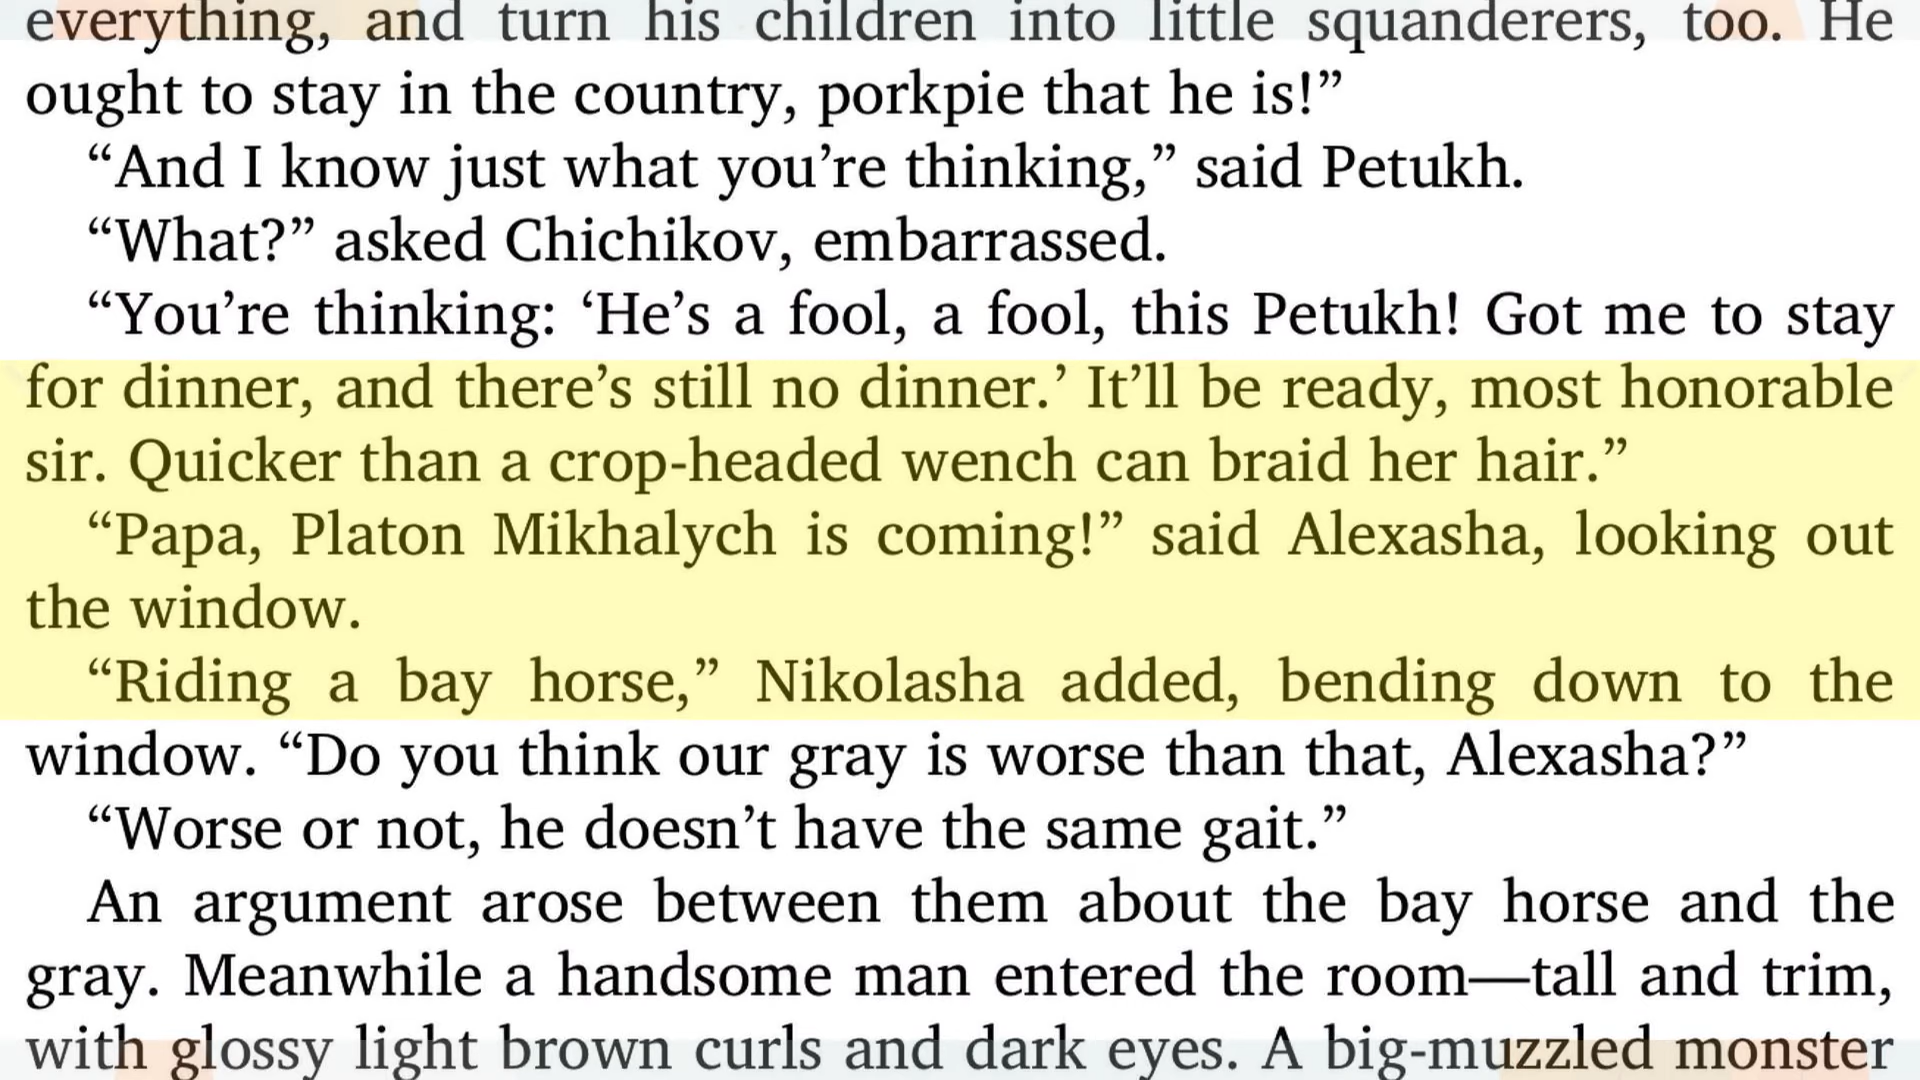 everything, and turn his children into little squanderers, too. He
ought to stay in the country, porkpie that he is!”
“And I know just what you’re thinking,” said Petukh.
“What?” asked Chichikov, embarrassed.
“You’re thinking: ‘He’s a fool, a fool, this Petukh! Got me to stay
for dinner, and there’s still no dinner.’ It’ll be ready, most honorable
sir. Quicker than a crop-headed wench can braid her hair.”
“Papa, Platon Mikhalych is coming!” said Alexasha, looking out
the window.
“Riding a bay horse,” Nikolasha added, bending down to the
window. “Do you think our gray is worse than that, Alexasha?”
“Worse or not, he doesn’t have the same gait.”
An argument arose between them about the bay horse and the
gray. Meanwhile a handsome man entered the room—tall and trim,
with glossy light brown curls and dark eyes. A big-muzzled monster